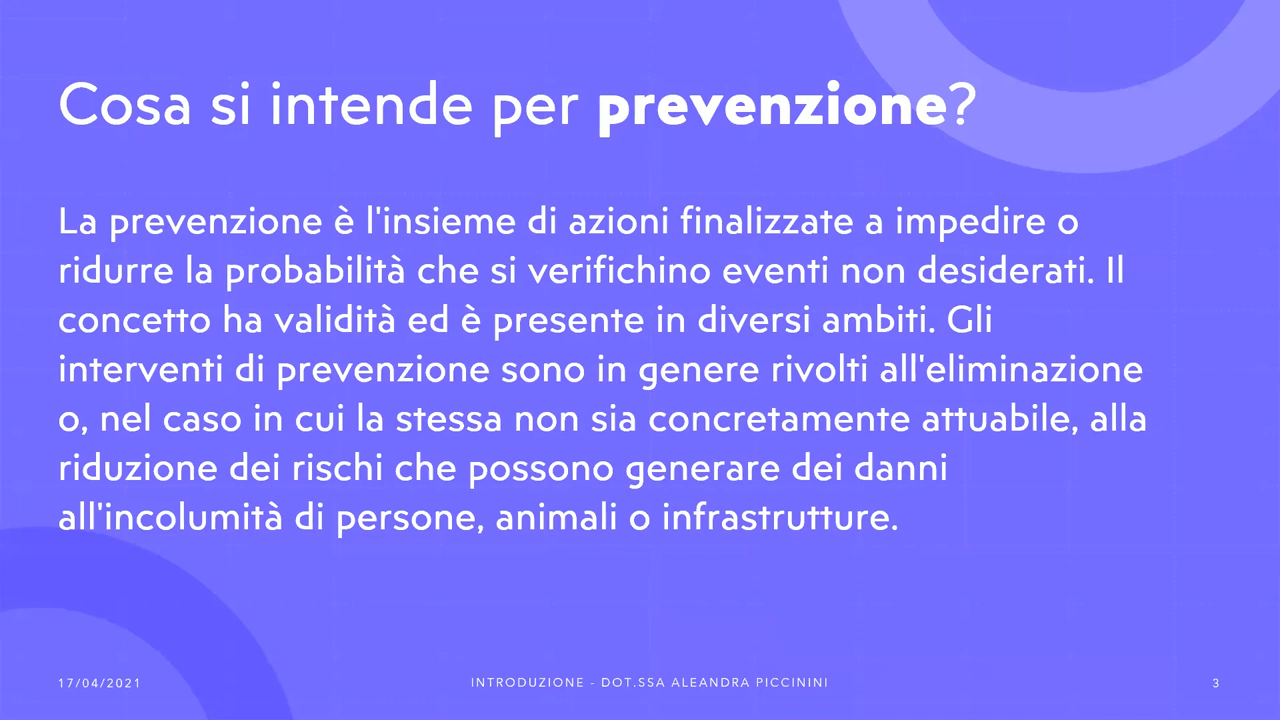 Cosa si intende per prevenzione?
La prevenzione è l'insieme di azioni finalizzate a impedire o
ridurre la probabilità che si verifichino eventi non desiderati. Il
concetto ha validità ed è presente in diversi ambiti. Gli
interventi di prevenzione sono in genere rivolti all'eliminazione
o, nel caso in cui la stessa non sia concretamente attuabile, alla
riduzione dei rischi che possono generare dei danni
all'incolumità di persone, animali o infrastrutture.
17/04/2021
INTRODUZIONE - DOT.SSA ALEANDRA PICCININI
3